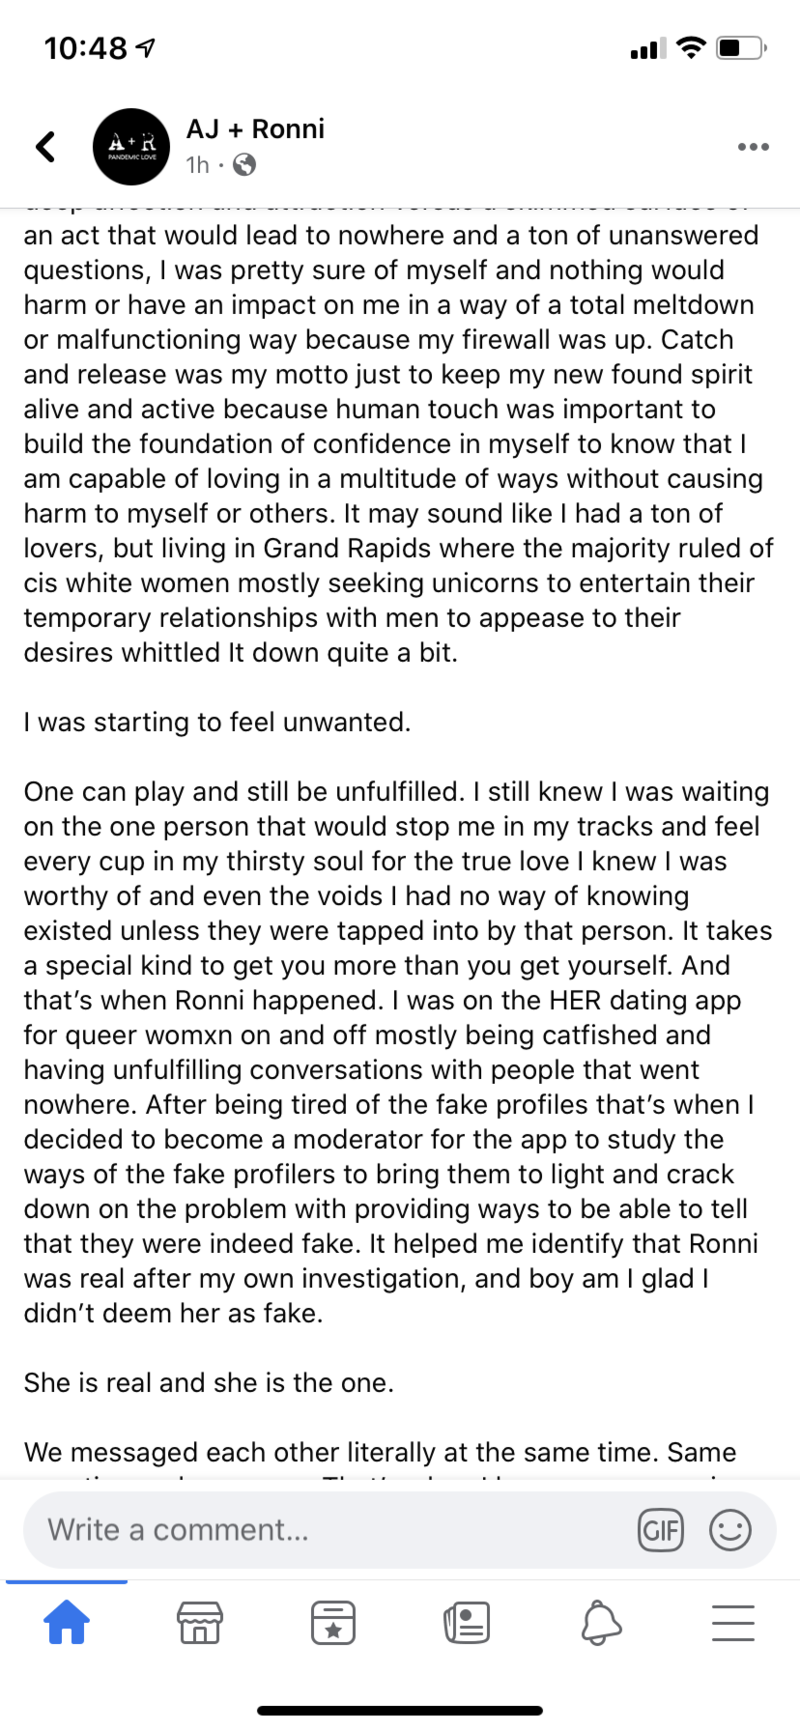 10:48
AJ + Ronni
A + R
PANDEMIC LOVE
1h ·
deep affection and attraction versus a skimmed surface of
an act that would lead to nowhere and a ton of unanswered
questions, I was pretty sure of myself and nothing would
harm or have an impact on me in a way of a total meltdown
or malfunctioning way because my firewall was up. Catch
and release was my motto just to keep my new found spirit
alive and active because human touch was important to
build the foundation of confidence in myself to know that I
am capable of loving in a multitude of ways without causing
harm to myself or others. It may sound like I had a ton of
lovers, but living in Grand Rapids where the majority ruled of
cis white women mostly seeking unicorns to entertain their
temporary relationships with men to appease to their
desires whittled It down quite a bit.
I was starting to feel unwanted.
One can play and still be unfulfilled. I still knew I was waiting
on the one person that would stop me in my tracks and feel
every cup in my thirsty soul for the true love I knew I was
worthy of and even the voids I had no way of knowing
existed unless they were tapped into by that person. It takes
a special kind to get you more than you get yourself. And
that's when Ronni happened. I was on the HER dating app
for queer womxn on and off mostly being catfished and
having unfulfilling conversations with people that went
nowhere. After being tired of the fake profiles that's when I
decided to become a moderator for the app to study the
ways of the fake profilers to bring them to light and crack
down on the problem with providing ways to be able to tell
that they were indeed fake. It helped me identify that Ronni
was real after my own investigation, and boy am I glad I
didn't deem her as fake.
She is real and she is the one.
We messaged each other literally at the same time. Same
Write a comment...
GIF